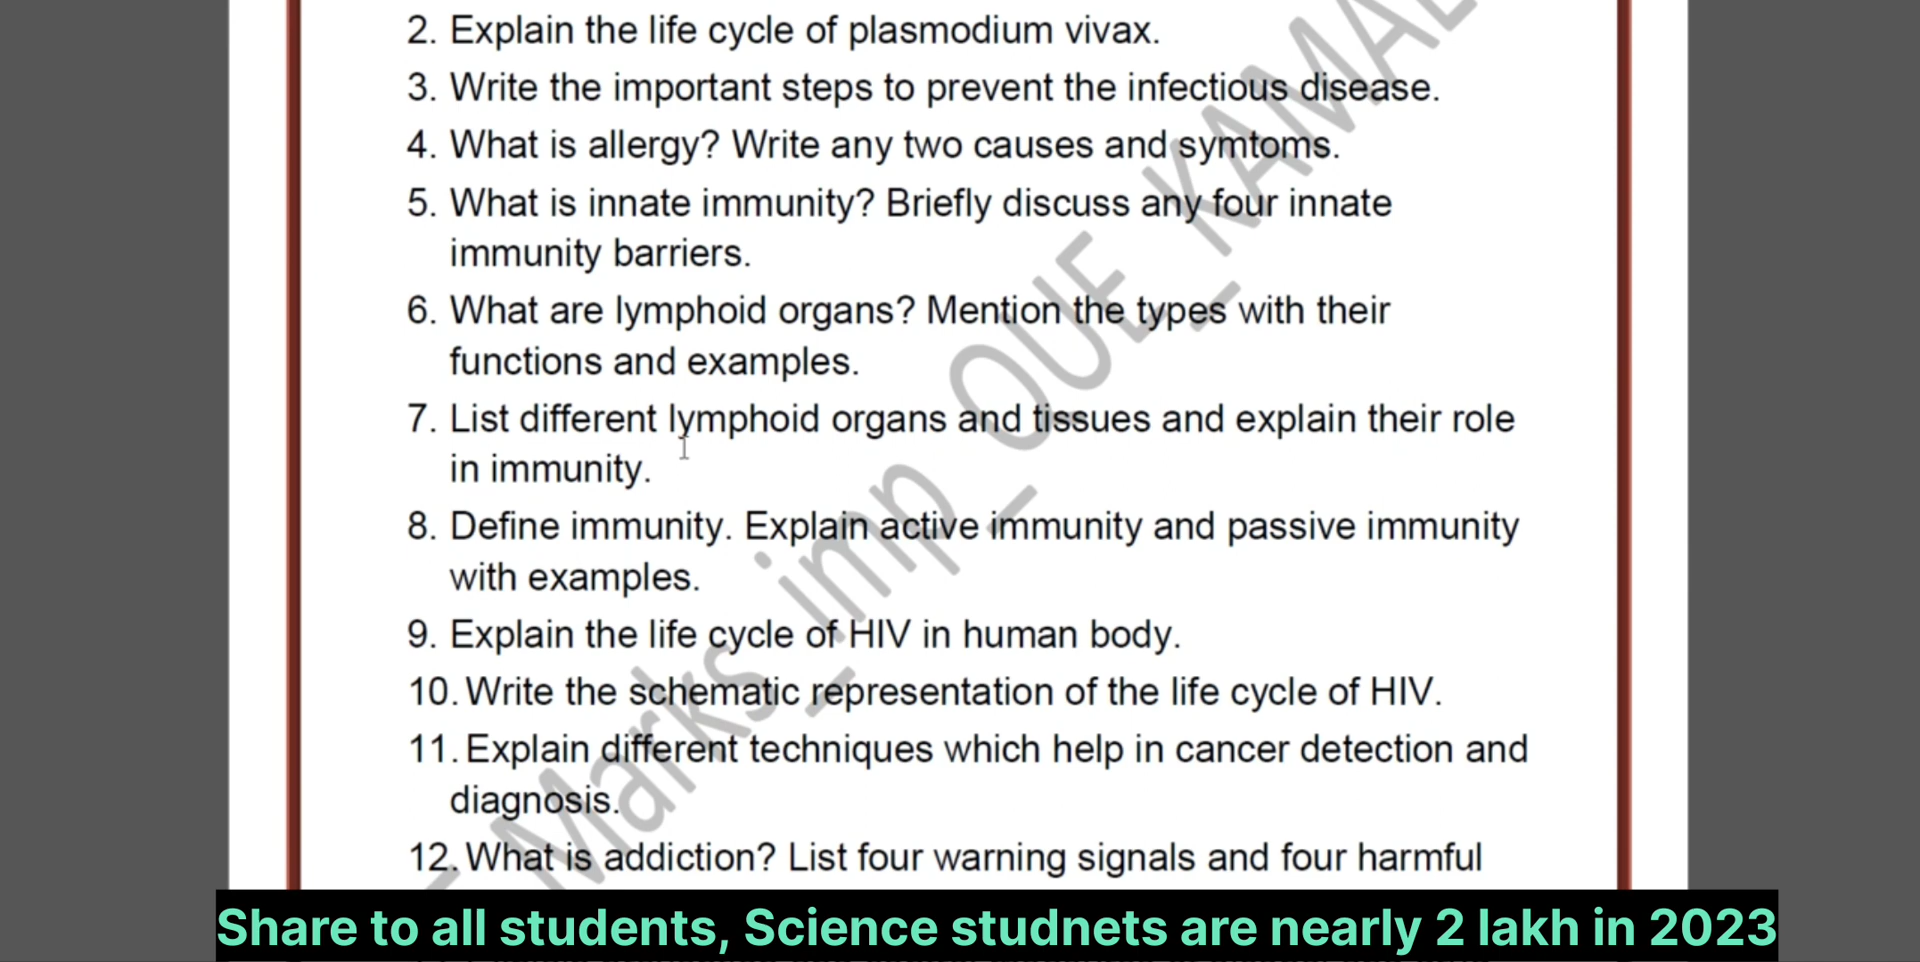 2. Explain the life cycle of plasmodium vivax.
3. Write the important steps to prevent the infectious disease.
4. What is allergy? Write any two causes and symtoms.
5. What is innate immunity? Briefly discuss any four innate
immunity barriers.
6. What are lymphoid organs? Mention the types with their
functions and examples.
7. List different lymphoid organs and tissues and explain their role
in immunity.
8. Define immunity. Explain active immunity and passive immunity
with examples.
9. Explain the life cycle of HIV in human body.
10. Write the schematic representation of the life cycle of HIV.
11. Explain different techniques which help in cancer detection and
diagnosis.
12. What is addiction? List four warning signals and four harmful
Marks_imp_QUE_KAMAL
Share to all students, Science studnets are nearly 2 lakh in 2023